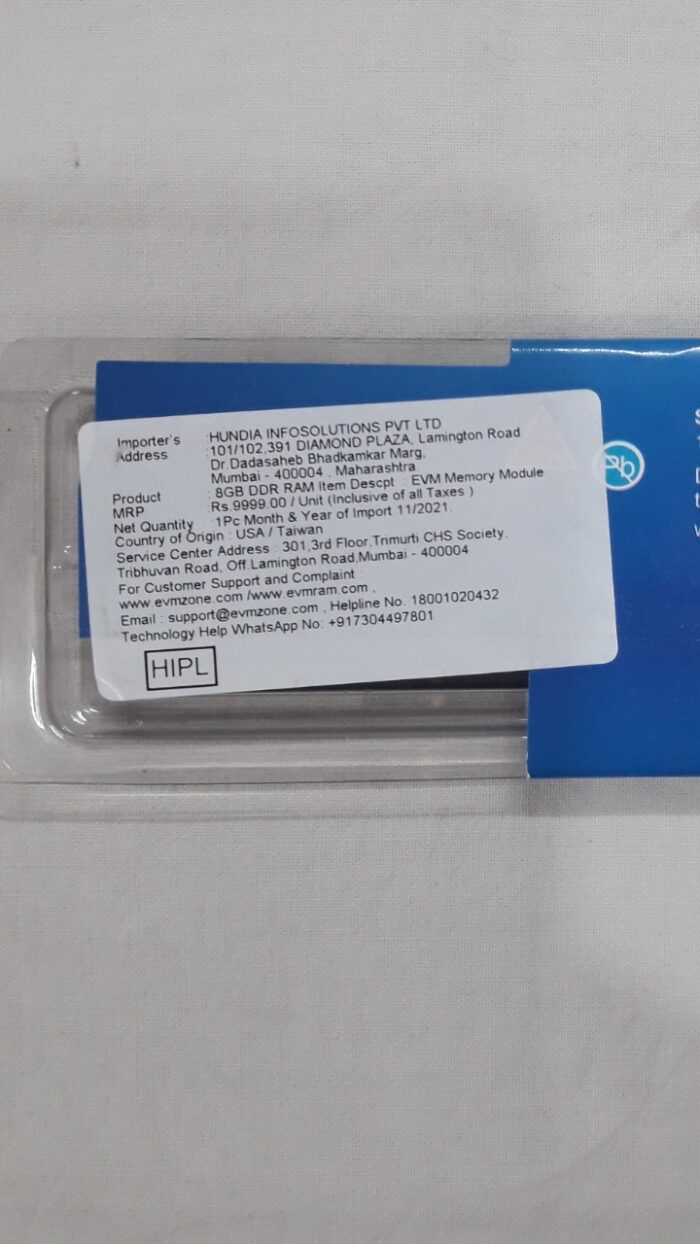 Importer's : HUNDIA INFOSOLUTIONS PVT LTD
Address : 101/102,391 DIAMOND PLAZA, Lamington Road
Dr.Dadasaheb Bhadkamkar Marg,
Mumbai - 400004 , Maharashtra
Product : 8GB DDR RAM Item Descpt : EVM Memory Module
MRP : Rs.9999.00 / Unit (Inclusive of all Taxes )
Net Quantity : 1Pc Month & Year of Import 11/2021.
Country of Origin : USA / Taiwan
Service Center Address : 301,3rd Floor,Trimurti CHS Society,
Tribhuvan Road, Off.Lamington Road,Mumbai - 400004
For Customer Support and Complaint :
www.evmzone.com /www.evmram.com ,
Email : support@evmzone.com , Helpline No. 18001020432
Technology Help WhatsApp No: +917304497801
HIPL
Pb